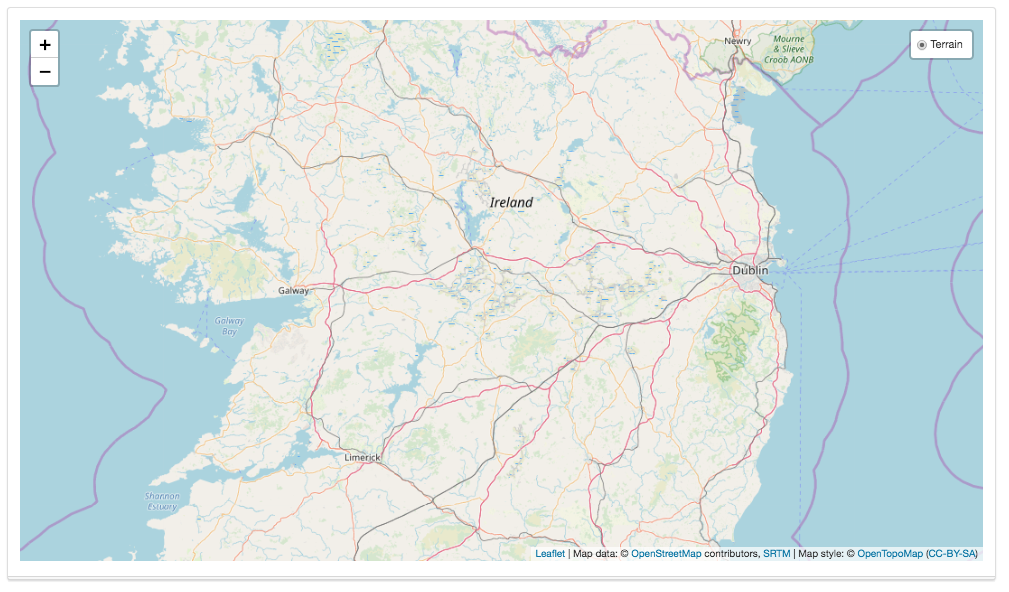 +
−
Terrain
Newry
Mourne
& Slieve
Croob AONB
Ireland
Dublin
Galway
Galway
Bay
Limerick
Shannon
Estuary
Leaflet | Map data: © OpenStreetMap contributors, SRTM | Map style: © OpenTopoMap (CC-BY-SA)